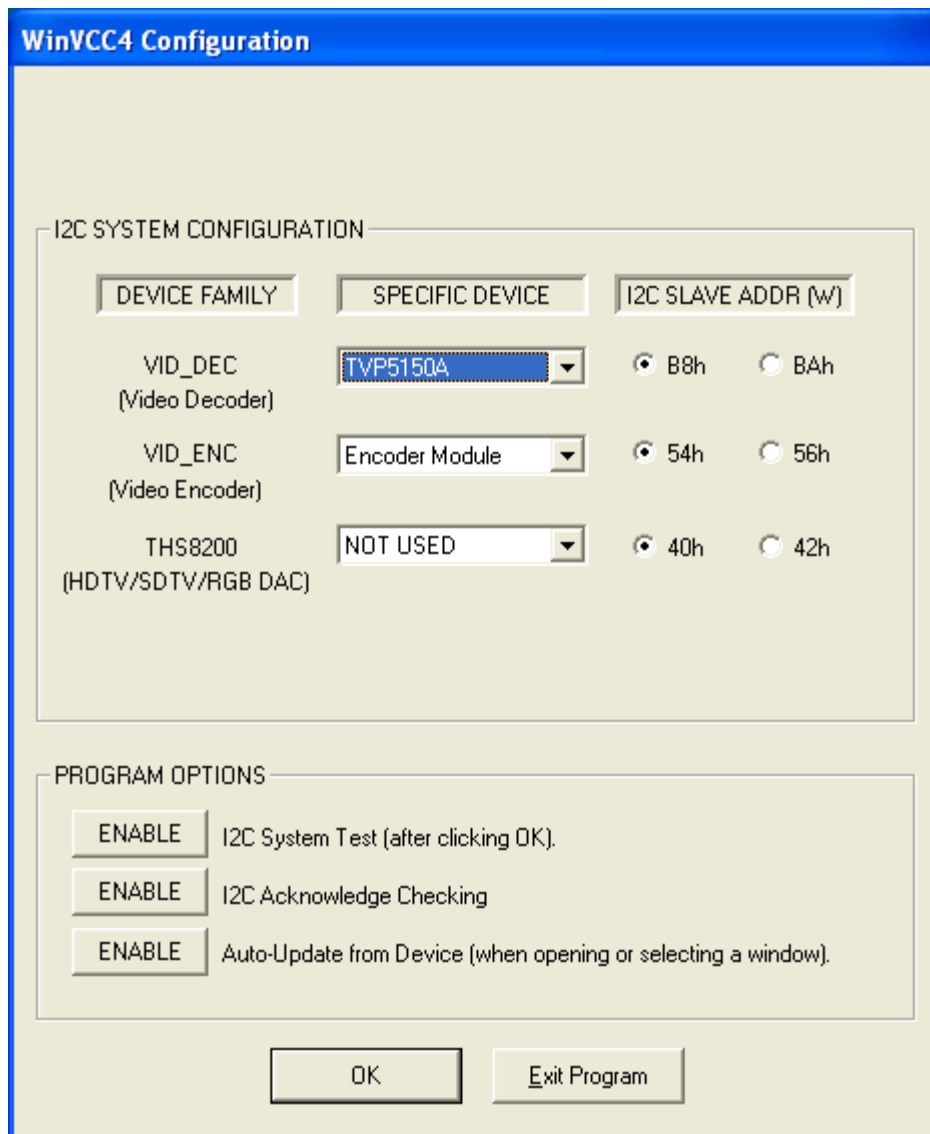 WinVCC4 Configuration
I2C SYSTEM CONFIGURATION
DEVICE FAMILY SPECIFIC DEVICE I2C SLAVE ADDR (W)
VID_DEC TVP5150A B8h BAh
(Video Decoder)
VID_ENC Encoder Module 54h 56h
(Video Encoder)
THS8200 NOT USED 40h 42h
(HDTV/SDTV/RGB DAC)
PROGRAM OPTIONS
ENABLE I2C System Test (after clicking OK).
ENABLE I2C Acknowledge Checking
ENABLE Auto-Update from Device (when opening or selecting a window).
OK Exit Program